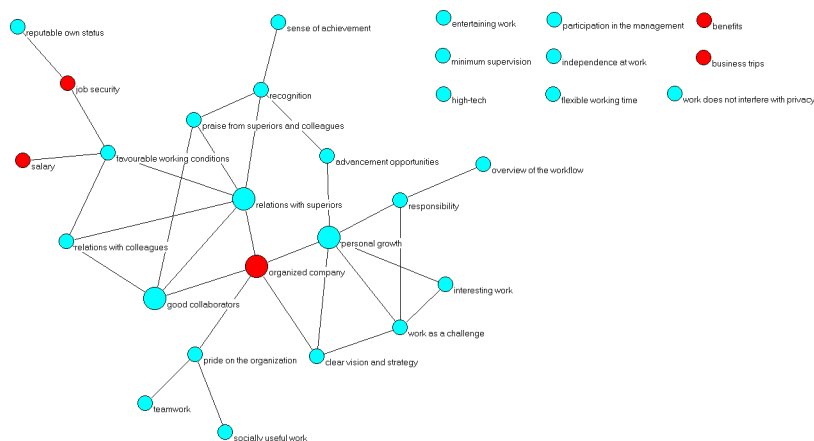 entertaining work
participation in the management
benefits
reputable own status
sense of achievement
minimum supervision
independence at work
business trips
job security
recognition
high-tech
flexible working time
work does not interfere with privacy
praise from superiors and colleagues
favourable working conditions
advancement opportunities
salary
overview of the workflow
relations with superiors
responsibility
relations with colleagues
personal growth
organized company
interesting work
good collaborators
work as a challenge
pride on the organization
clear vision and strategy
teamwork
socially useful work